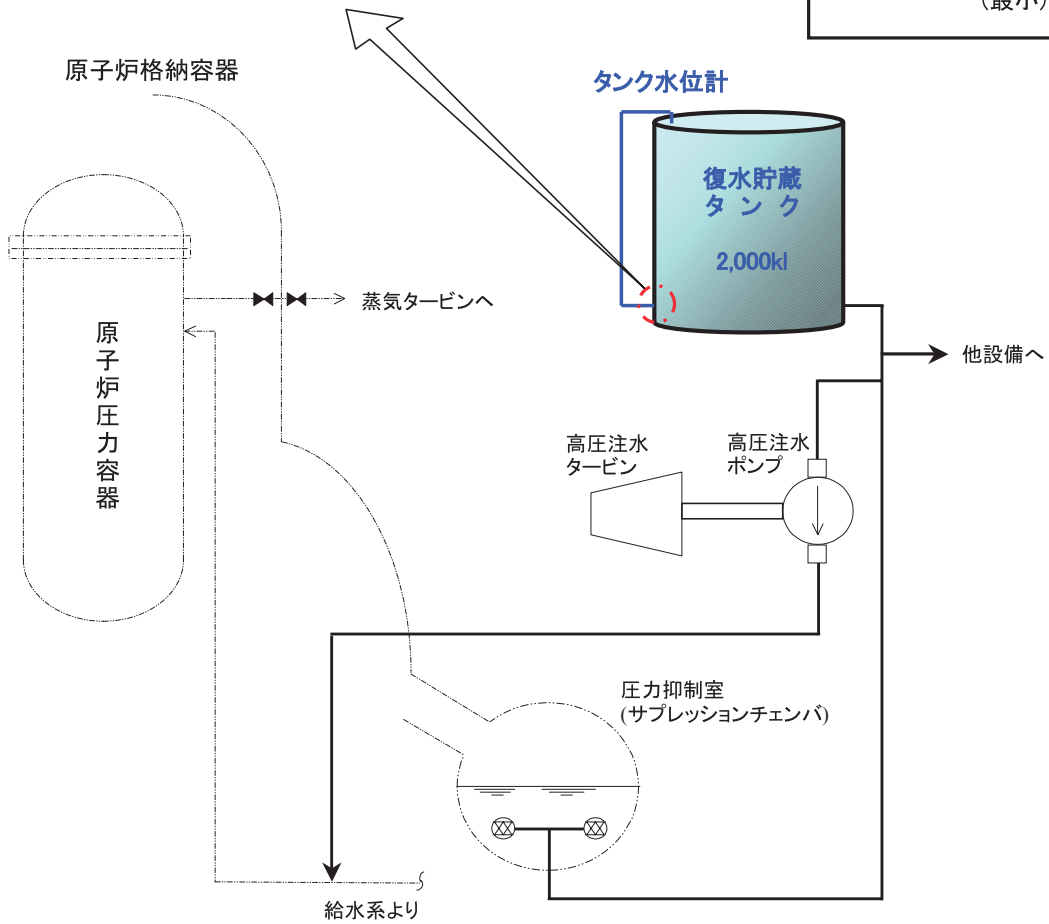 (最小)
原子炉格納容器
タンク水位計
復水貯蔵
タンク
2,000kl
蒸気タービンへ
原子炉圧力容器
他設備へ
高圧注水
タービン
高圧注水
ポンプ
圧力抑制室
(サプレッションチェンバ)
給水系より